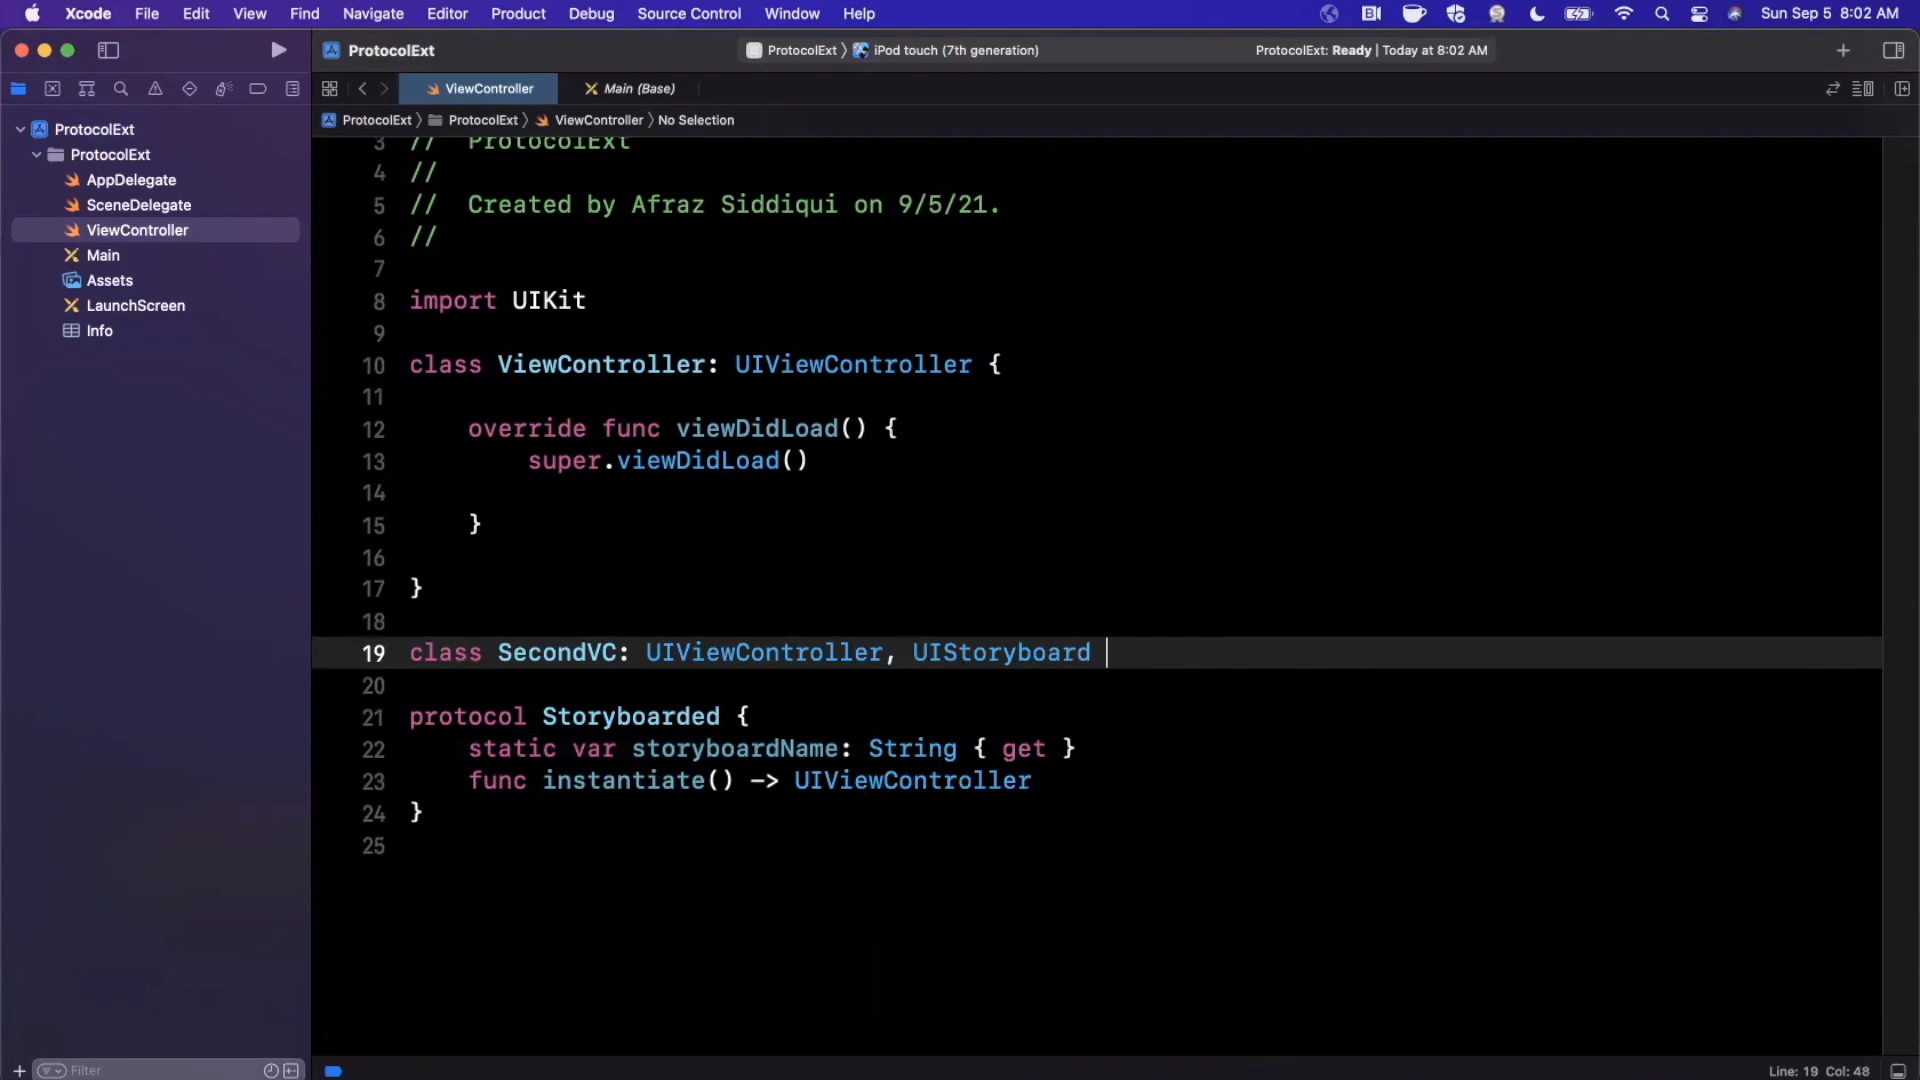 Xcode File Edit View Find Navigate Editor Product Debug Source Control Window Help Sun Sep 5 8:02 AM
ProtocolExt ProtocolExt iPod touch (7th generation) ProtocolExt: Ready | Today at 8:02 AM
ViewController Main (Base)
ProtocolExt ProtocolExt ViewController No Selection
ProtocolExt
ProtocolExt
AppDelegate
SceneDelegate
ViewController
Main
Assets
LaunchScreen
Info
3 // ProtocolExt
4 //
5 // Created by Afraz Siddiqui on 9/5/21.
6 //
7
8 import UIKit
9
10 class ViewController: UIViewController {
11
12 override func viewDidLoad() {
13 super.viewDidLoad()
14
15 }
16
17 }
18
19 class SecondVC: UIViewController, UIStoryboard
20
21 protocol Storyboarded {
22 static var storyboardName: String { get }
23 func instantiate() -> UIViewController
24 }
25
Filter
Line: 19 Col: 48